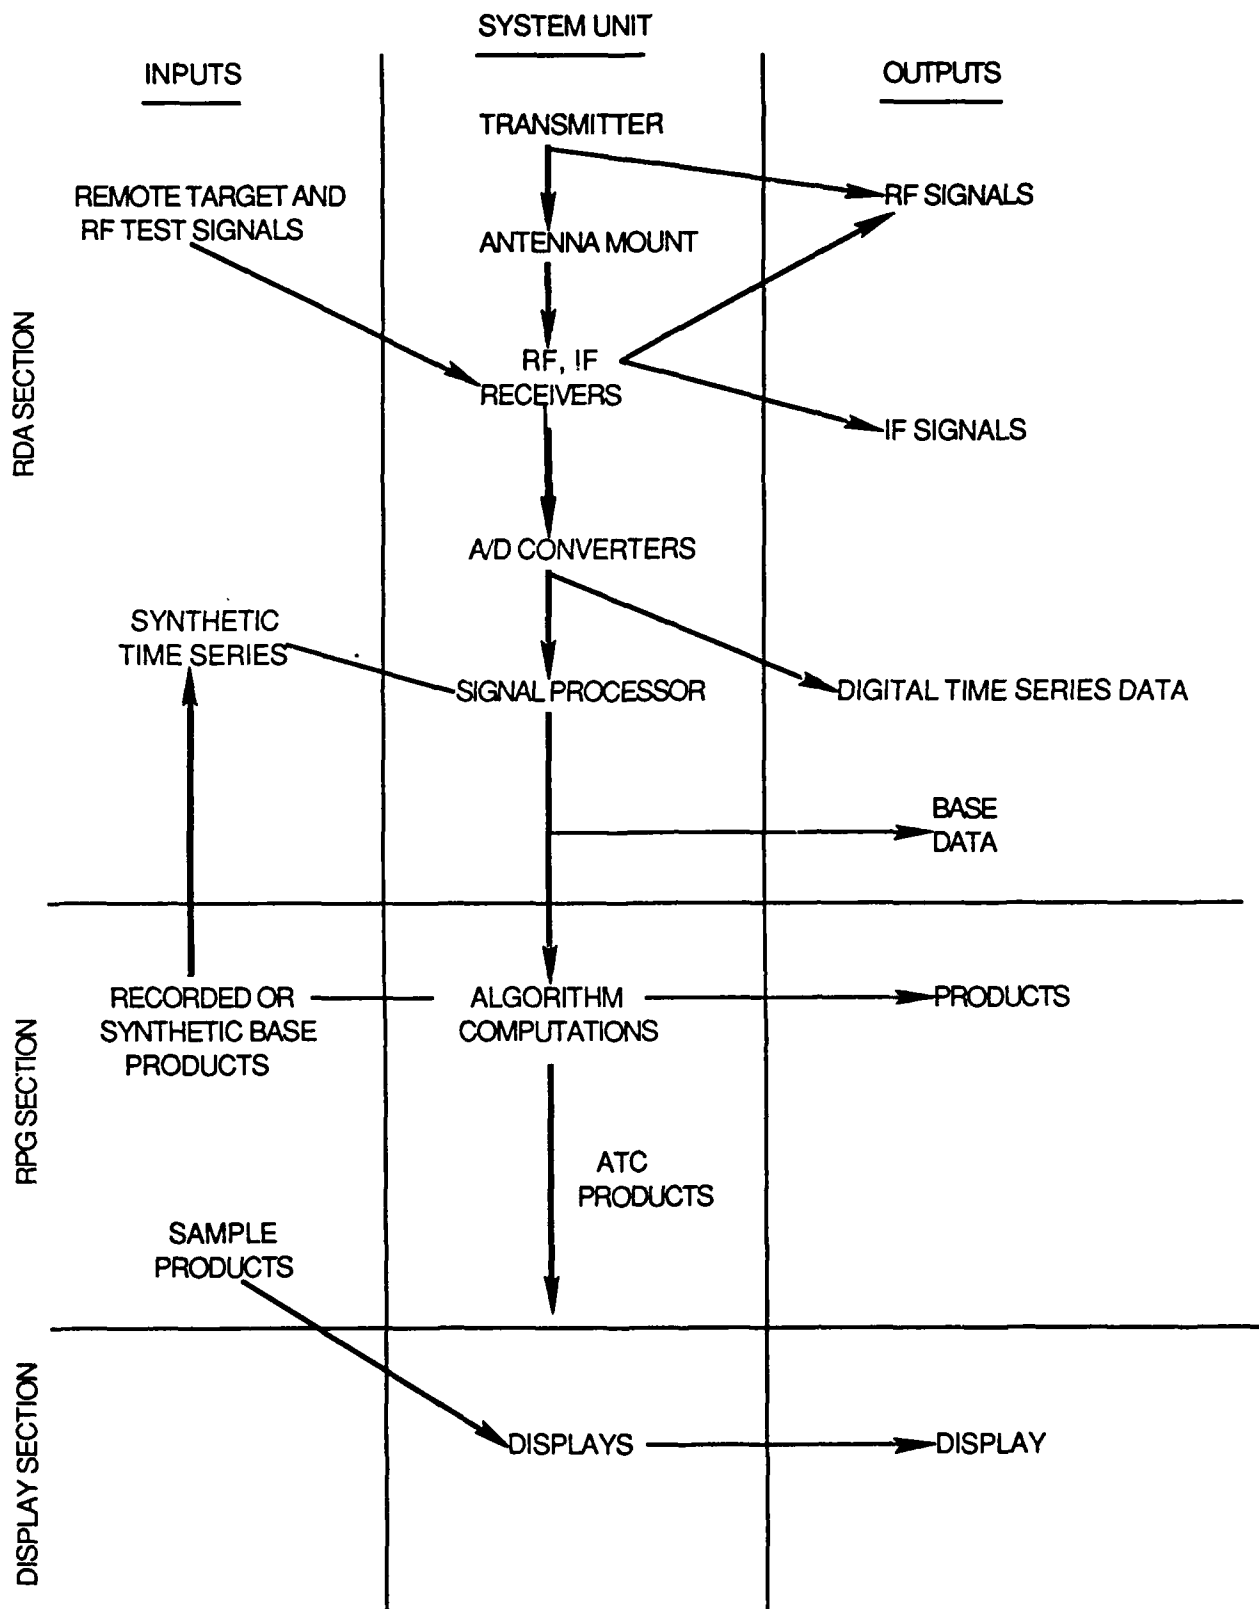 SYSTEM UNIT
INPUTS
OUTPUTS
TRANSMITTER
REMOTE TARGET AND
RF TEST SIGNALS
RF SIGNALS
ANTENNA MOUNT
RDA SECTION
RF, IF
RECEIVERS
IF SIGNALS
A/D CONVERTERS
SYNTHETIC
TIME SERIES
SIGNAL PROCESSOR
DIGITAL TIME SERIES DATA
BASE
DATA
RPG SECTION
RECORDED OR
SYNTHETIC BASE
PRODUCTS
ALGORITHM
COMPUTATIONS
PRODUCTS
ATC
PRODUCTS
SAMPLE
PRODUCTS
DISPLAY SECTION
DISPLAYS
DISPLAY